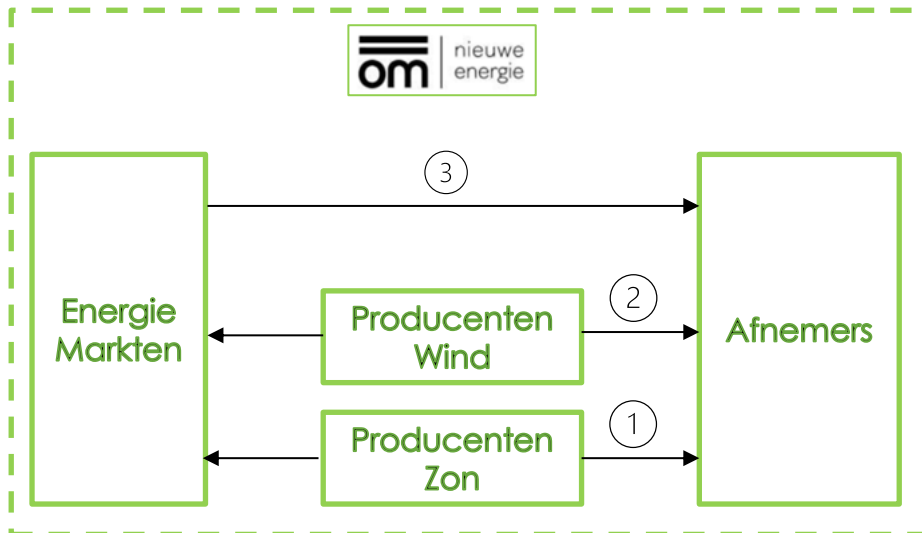 om
nieuwe
energie
3
Energie
Markten
Producenten
Wind
2
Afnemers
Producenten
Zon
1